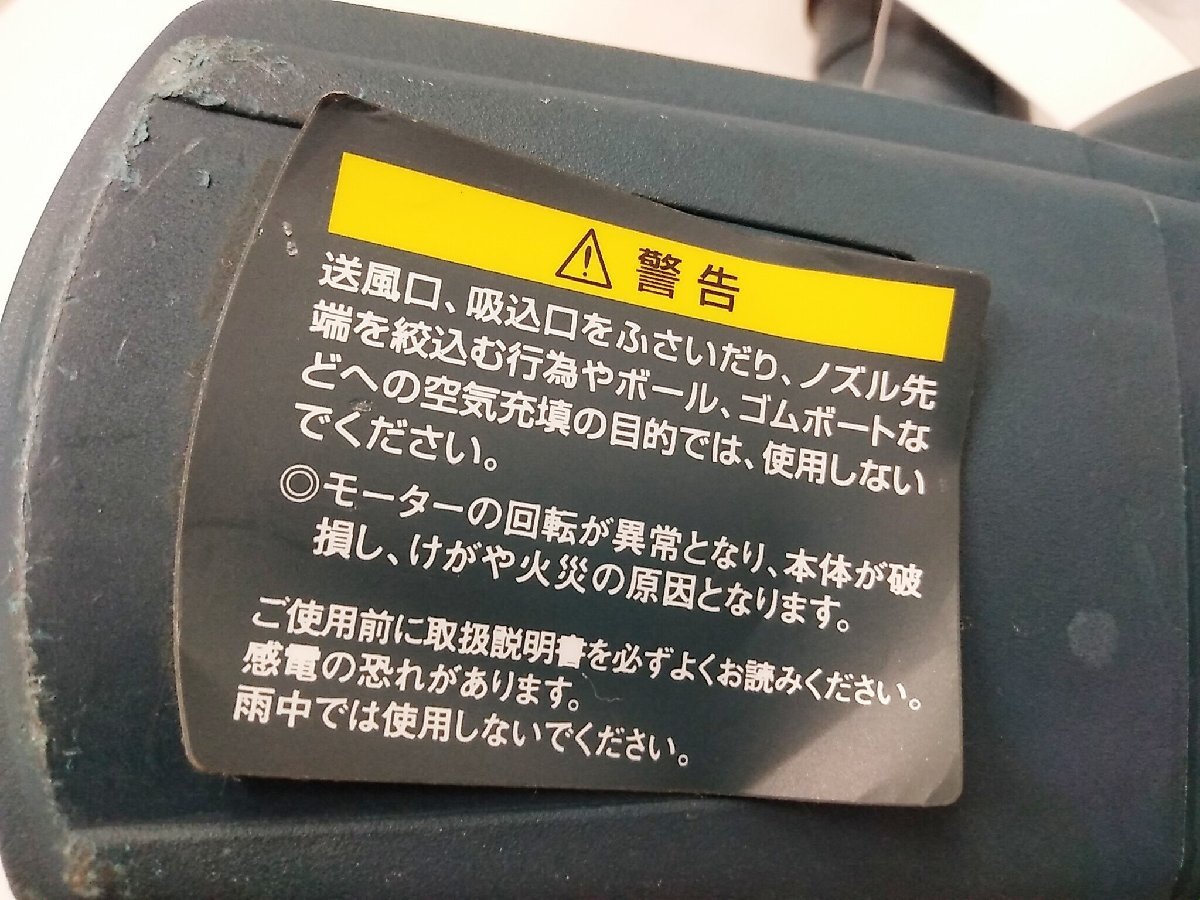 ⚠ 警告
送風口、吸込口をふさいだり、ノズル先
端を絞込む行為やボール、ゴムボートな
どへの空気充填の目的では、使用しない
でください。
◎モーターの回転が異常となり、本体が破
損し、けがや火災の原因となります。
ご使用前に取扱説明書を必ずよくお読みください。
感電の恐れがあります。
雨中では使用しないでください。